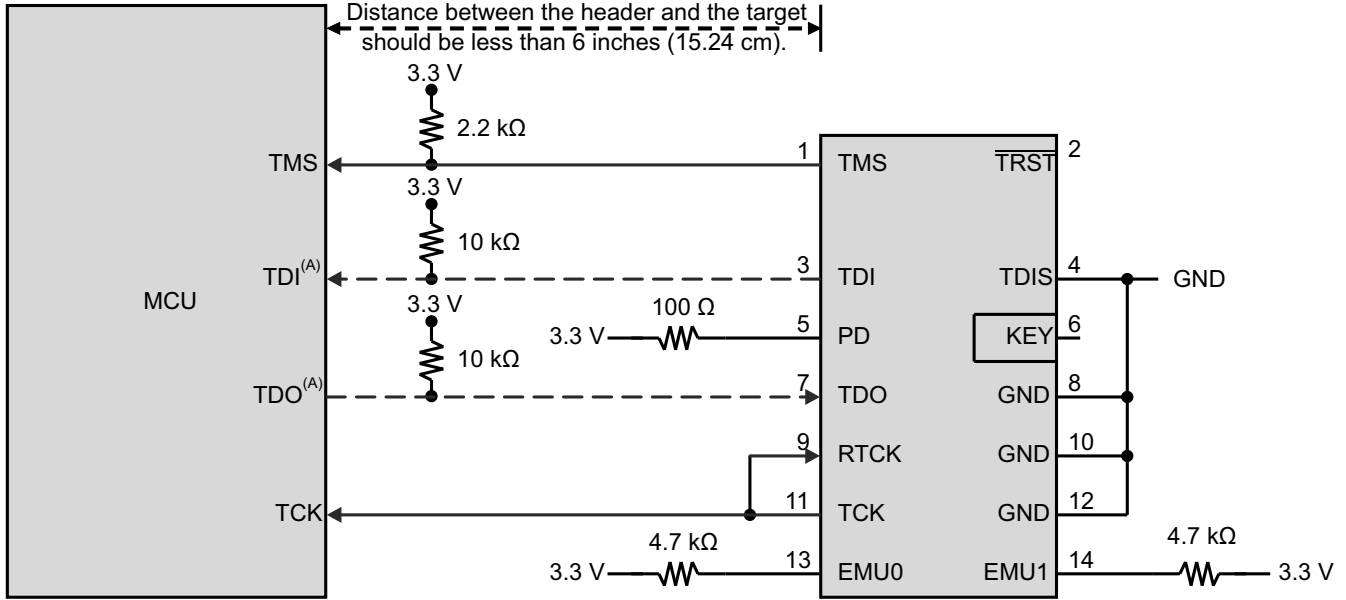 Distance between the header and the target
should be less than 6 inches (15.24 cm).
3.3 V
2.2 kΩ
TMS
1
TMS
TRST
2
3.3 V
10 kΩ
TDI(A)
3
TDI
TDIS
4
GND
MCU
3.3 V
100 Ω
3.3 V
5
PD
KEY
6
10 kΩ
TDO(A)
7
TDO
GND
8
9
RTCK
GND
10
TCK
11
TCK
GND
12
4.7 kΩ
3.3 V
13
EMU0
EMU1
14
4.7 kΩ
3.3 V